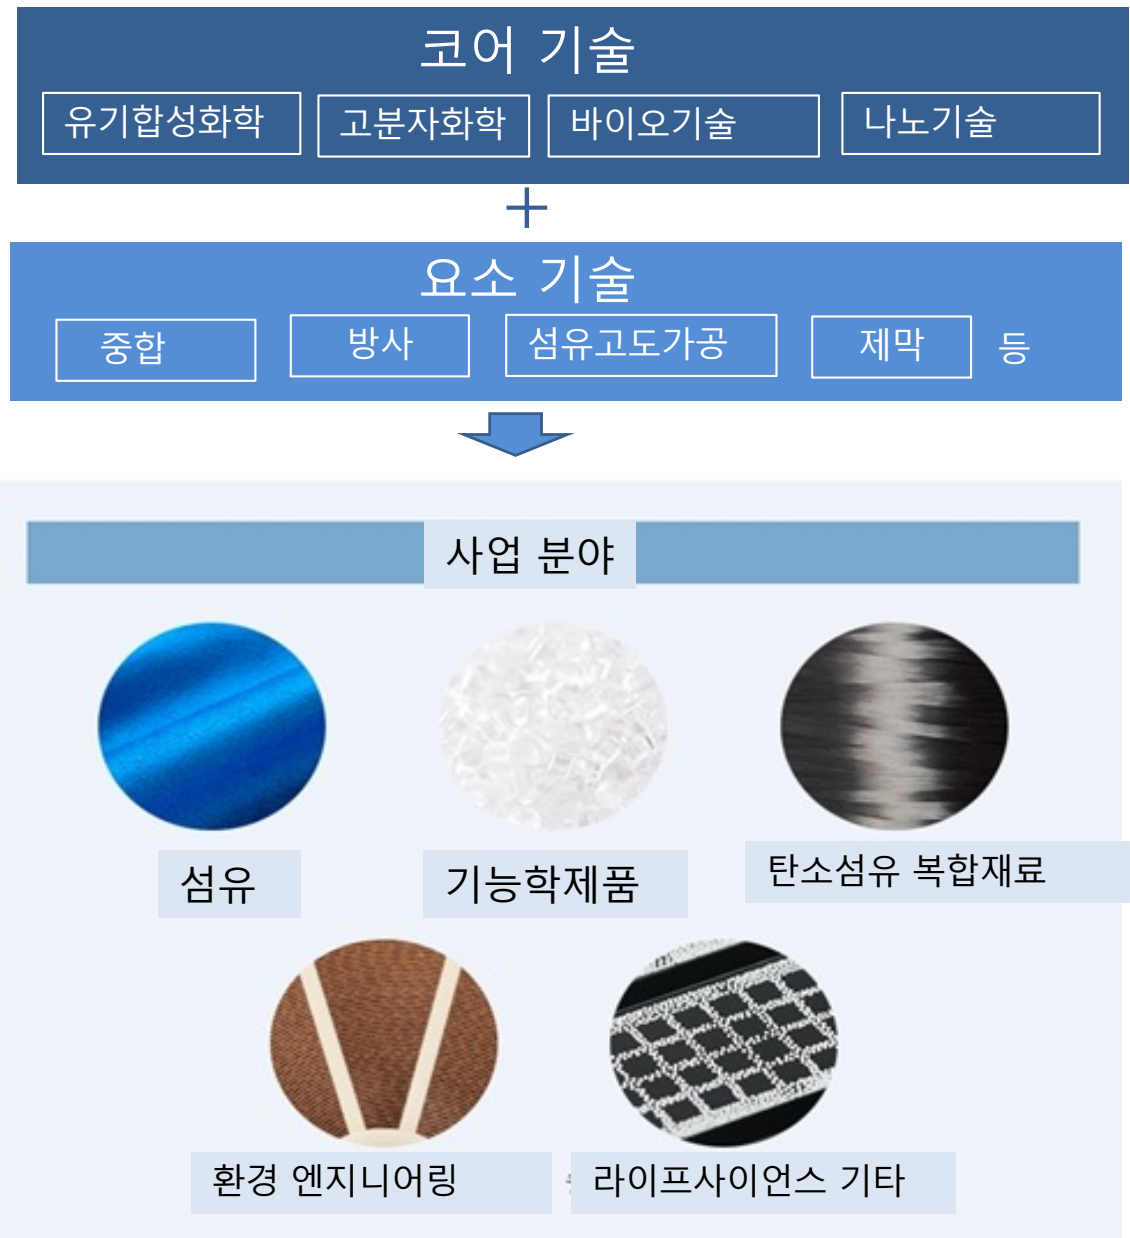 코어 기술
유기합성화학 고분자화학 바이오기술 나노기술
+
요소 기술
중합 방사 섬유고도가공 제막 등
사업 분야
섬유 기능학제품 탄소섬유 복합재료
환경 엔지니어링 라이프사이언스 기타